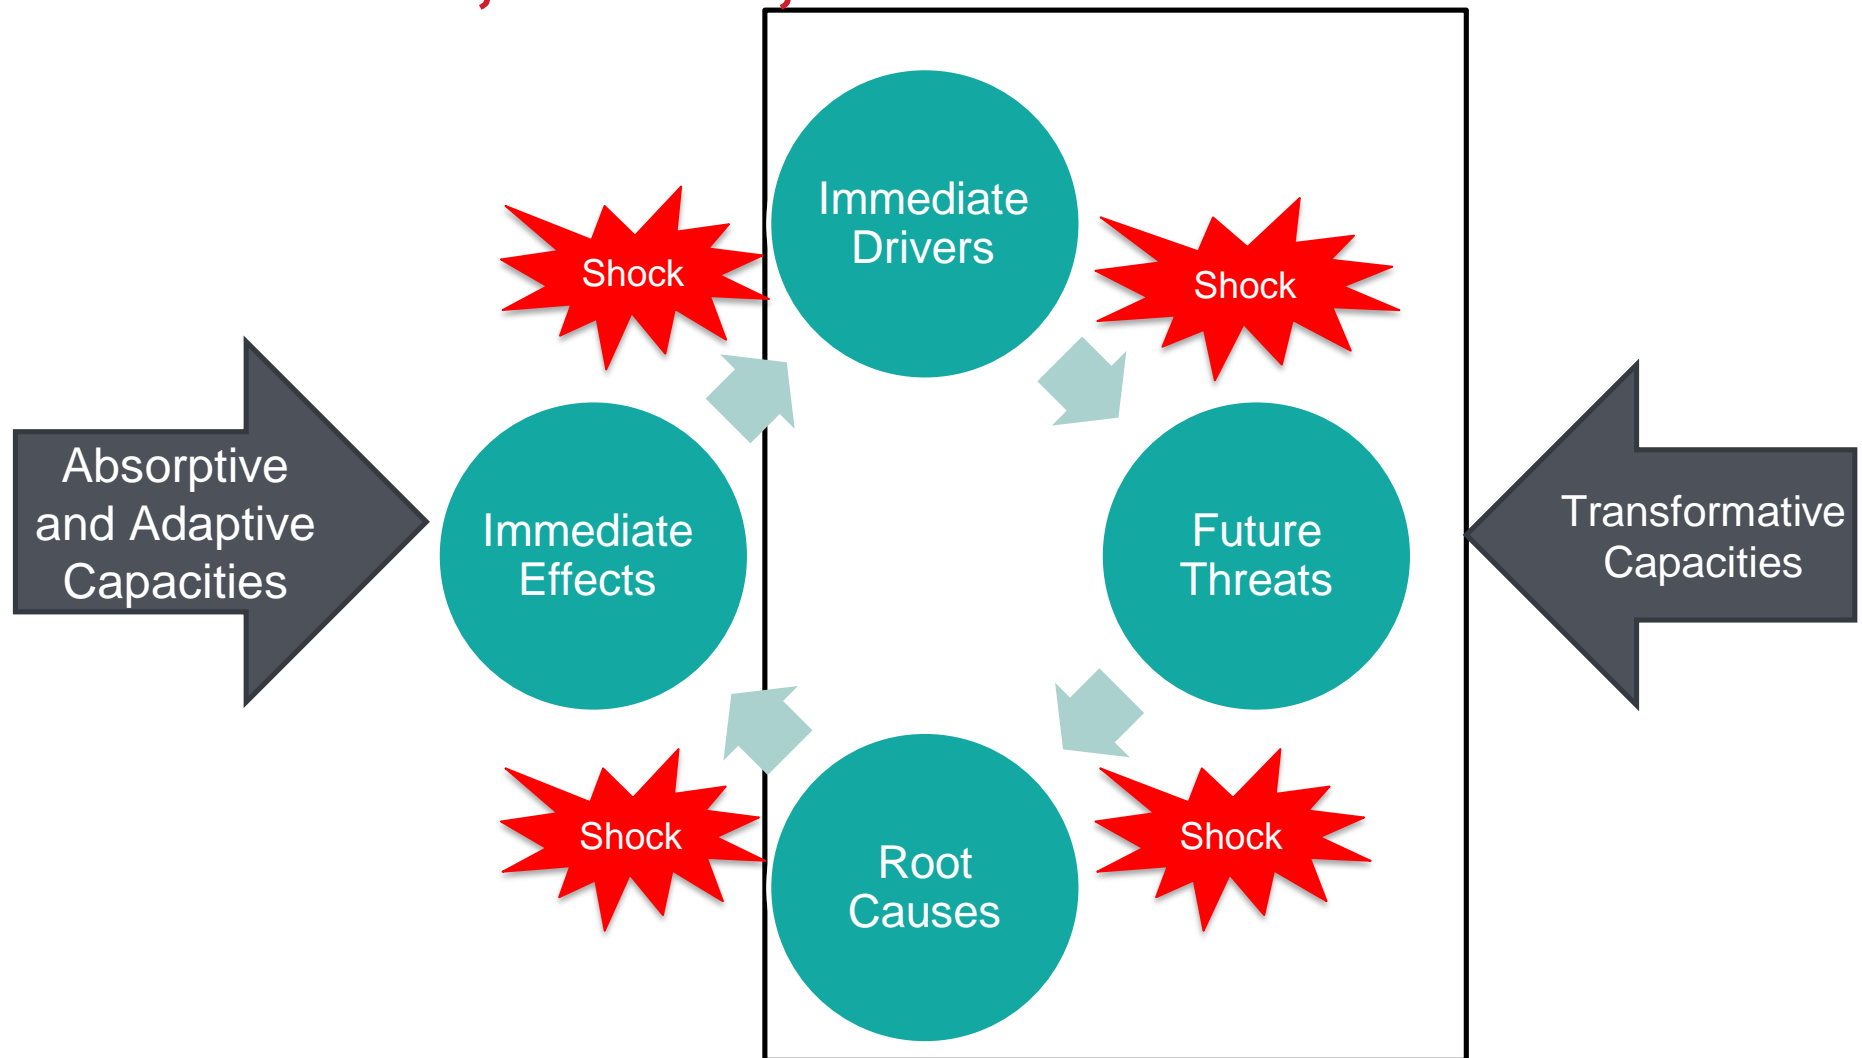 Immediate
Drivers
Shock
Shock
Absorptive
and Adaptive
Capacities
Immediate
Effects
Future
Threats
Transformative
Capacities
Shock
Shock
Root
Causes